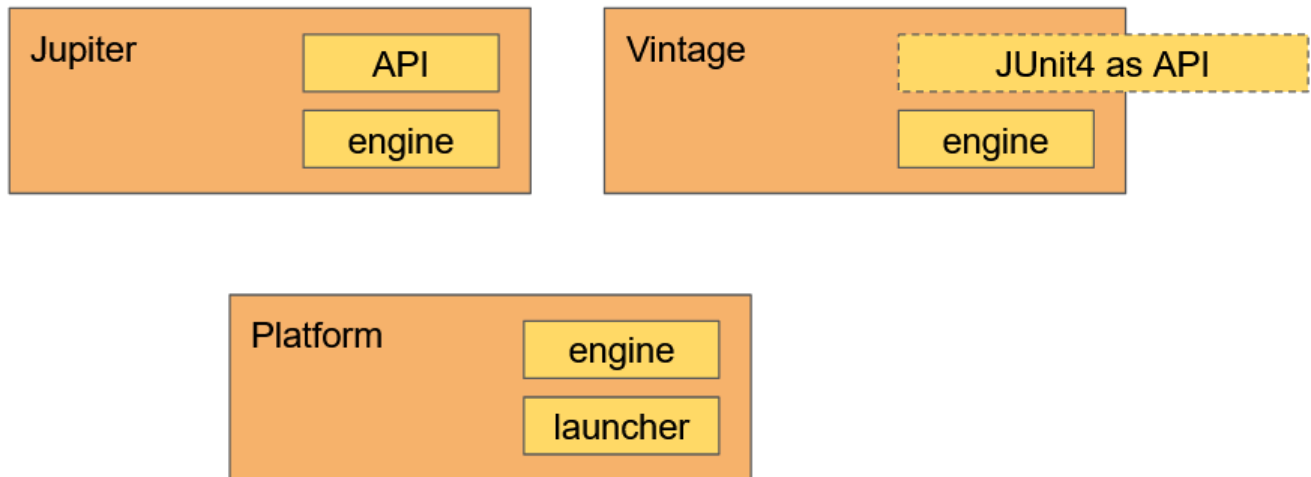 Jupiter
API
engine
Vintage
JUnit4 as API
engine
Platform
engine
launcher